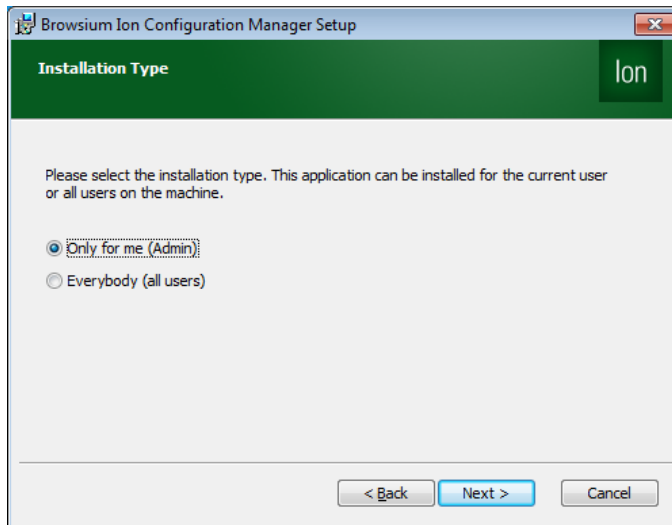 Browsium Ion Configuration Manager Setup
Installation Type
Ion
Please select the installation type. This application can be installed for the current user
or all users on the machine.
Only for me (Admin)
Everybody (all users)
< Back
Next >
Cancel